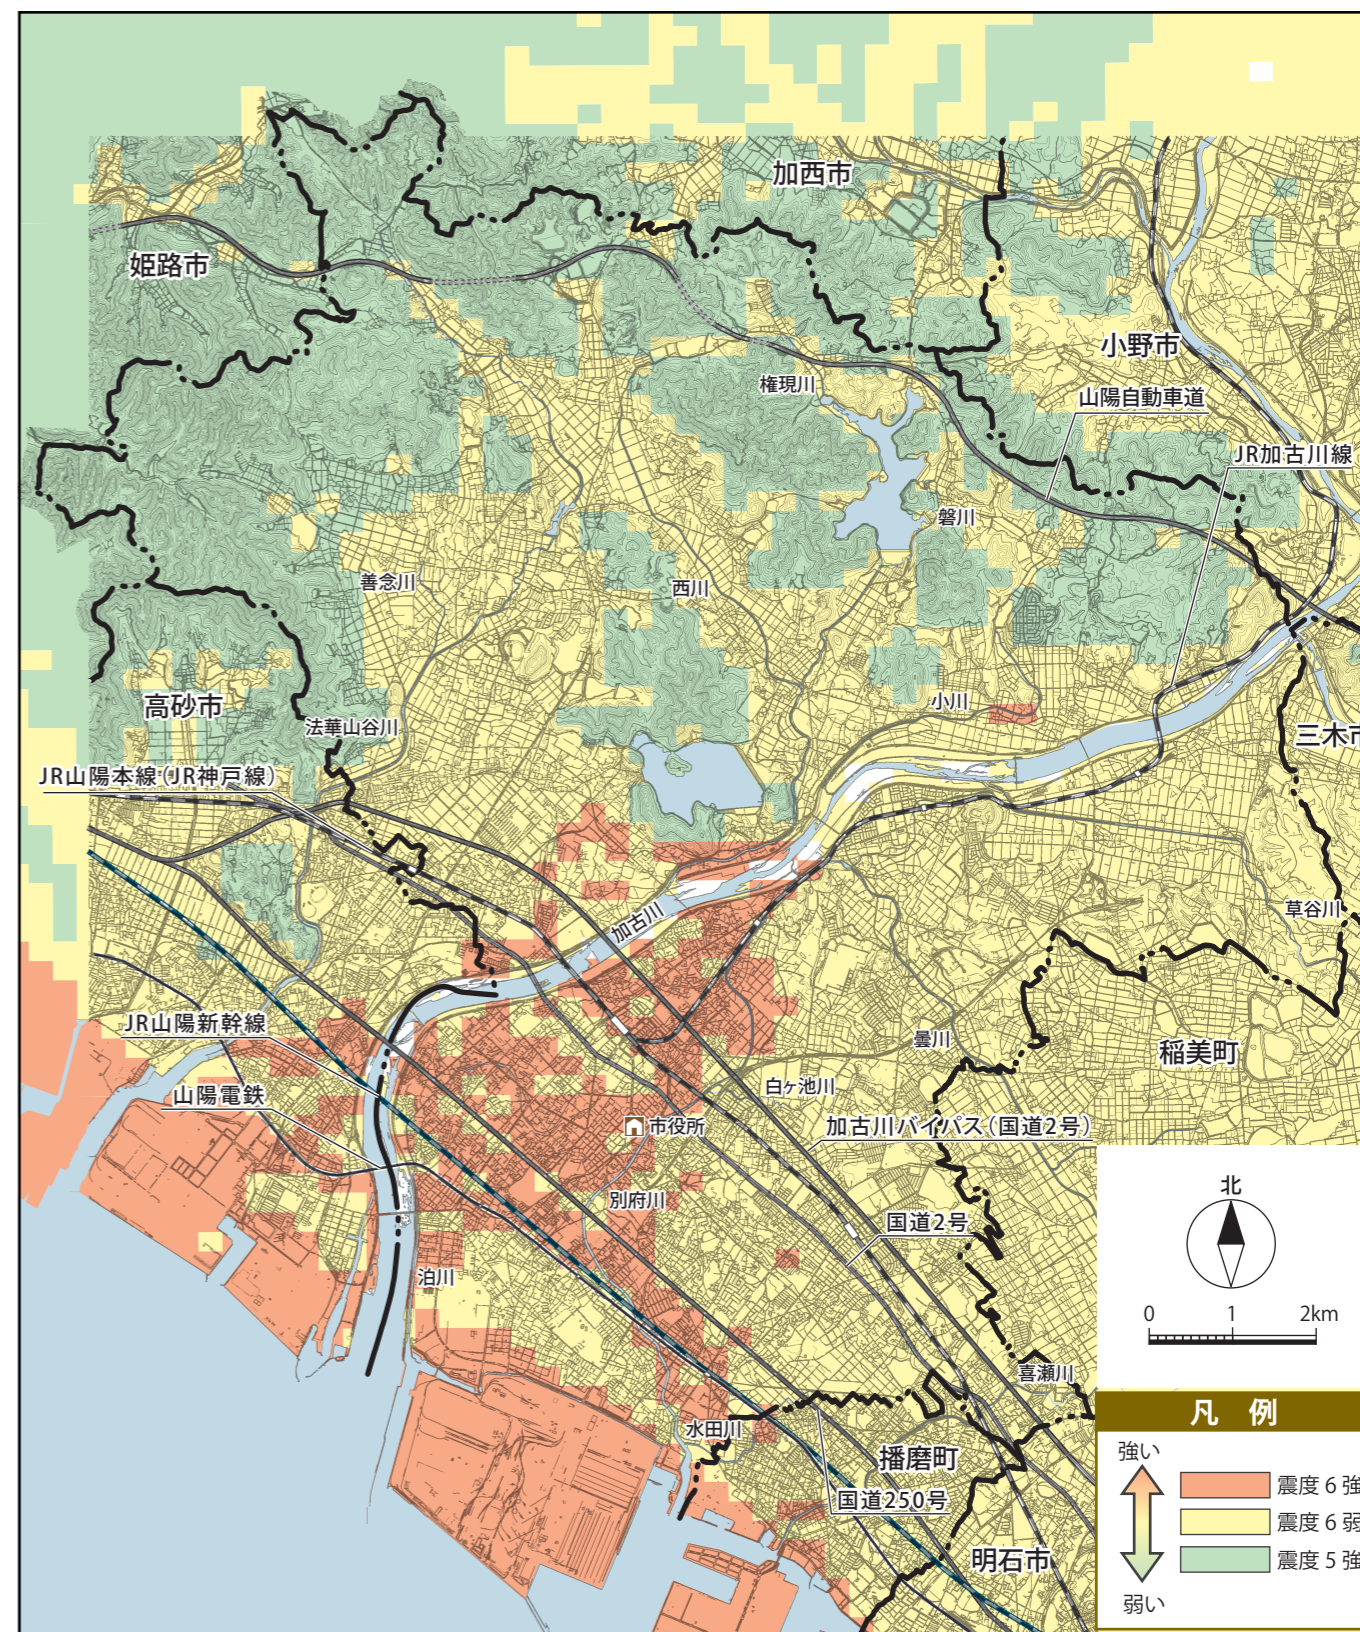 加西市
姫路市
小野市
権現川
山陽自動車道
JR加古川線
磐川
善念川
西川
高砂市
小川
法華山谷川
三木市
JR山陽本線（JR神戸線）
草谷川
加古川
JR山陽新幹線
曇川
稲美町
山陽電鉄
白ヶ池川
市役所
加古川バイパス（国道2号）
別府川
国道2号
泊川
北
0 1 2km
喜瀬川
水田川
播磨町
国道250号
明石市
凡 例
強い
震度6強
震度6弱
震度5強
弱い